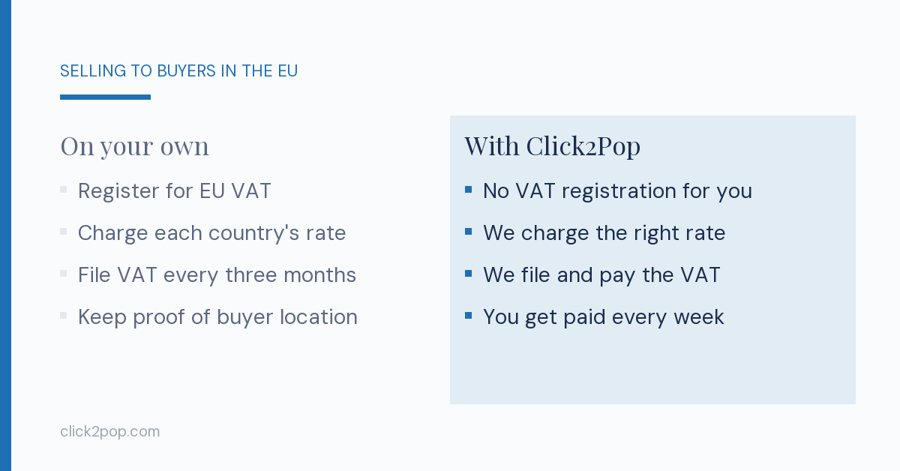 SELLING TO BUYERS IN THE EU
On your own
Register for EU VAT
Charge each country's rate
File VAT every three months
Keep proof of buyer location
With Click2Pop
No VAT registration for you
We charge the right rate
We file and pay the VAT
You get paid every week
click2pop.com